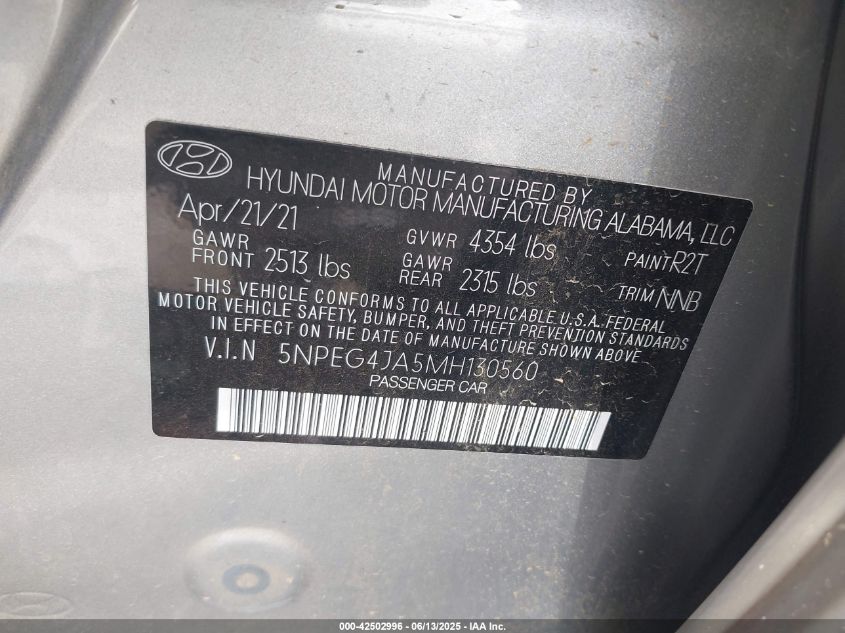 MANUFACTURED BY
HYUNDAI MOTOR MANUFACTURING ALABAMA, LLC
Apr/21/21
GAWR FRONT 2513 lbs
GVWR 4354 lbs
GAWR REAR 2315 lbs
PAINT R2T
TRIM NNB
THIS VEHICLE CONFORMS TO ALL APPLICABLE U.S.A. FEDERAL
MOTOR VEHICLE SAFETY, BUMPER, AND THEFT PREVENTION STANDARDS
IN EFFECT ON THE DATE OF MANUFACTURE SHOWN ABOVE.
V.I.N 5NPEG4JA5MH130560
PASSENGER CAR
000-42502996 - 06/13/2025 - IAA Inc.